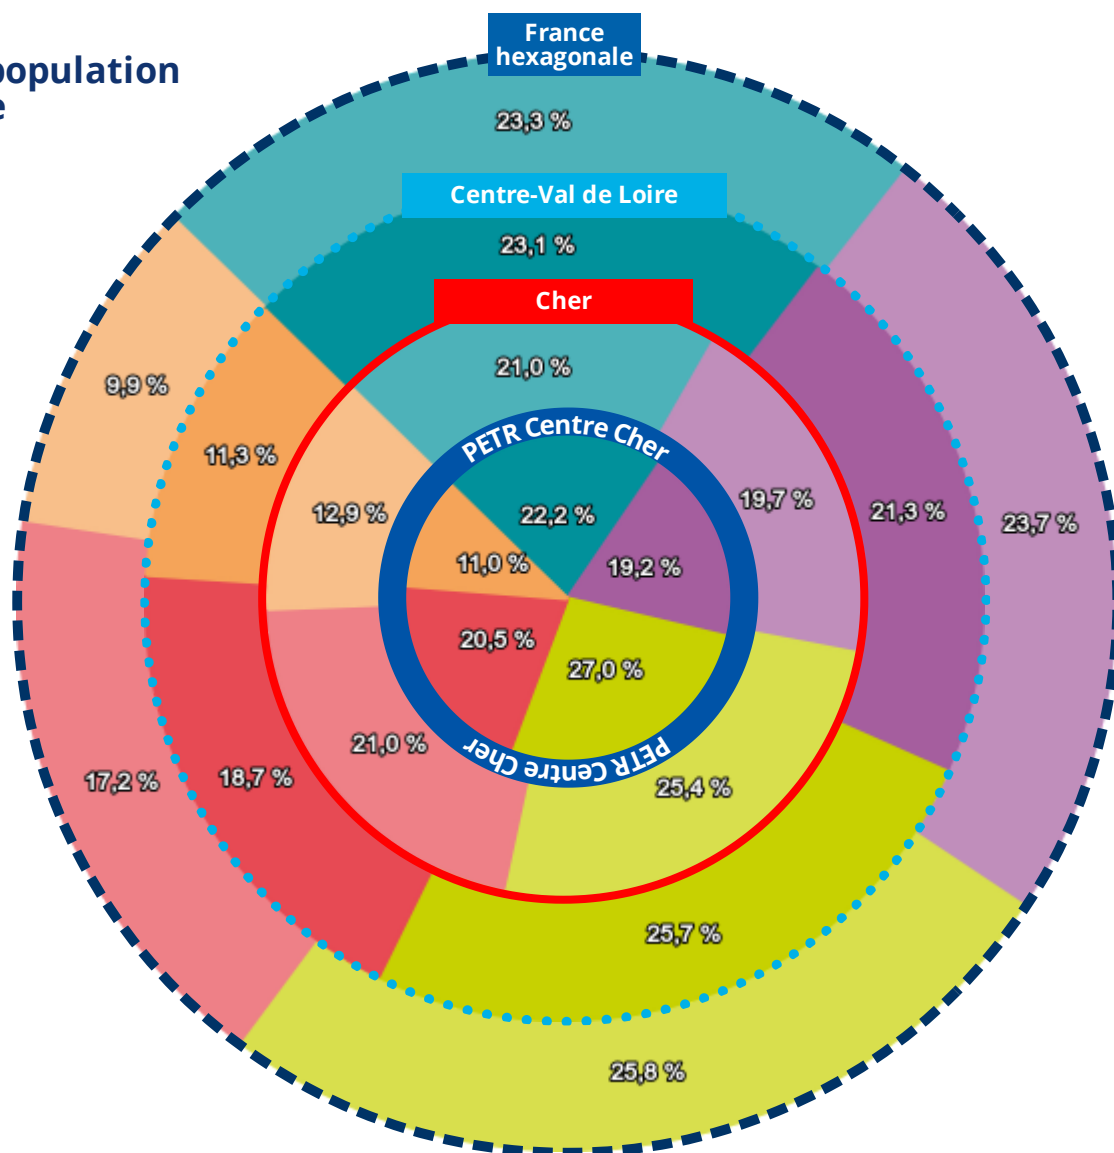 France
hexagonale
population
e
23,3 %
Centre-Val de Loire
23,1 %
Cher
21,0 %
9,9 %
PETR Centre Cher
11,3 %
19,7 %
21,3 %
23,7 %
12,9 %
22,2 %
11,0 %
19,2 %
20,5 %
27,0 %
21,0 %
PETR Centre Cher
17,2 %
18,7 %
25,4 %
25,7 %
25,8 %